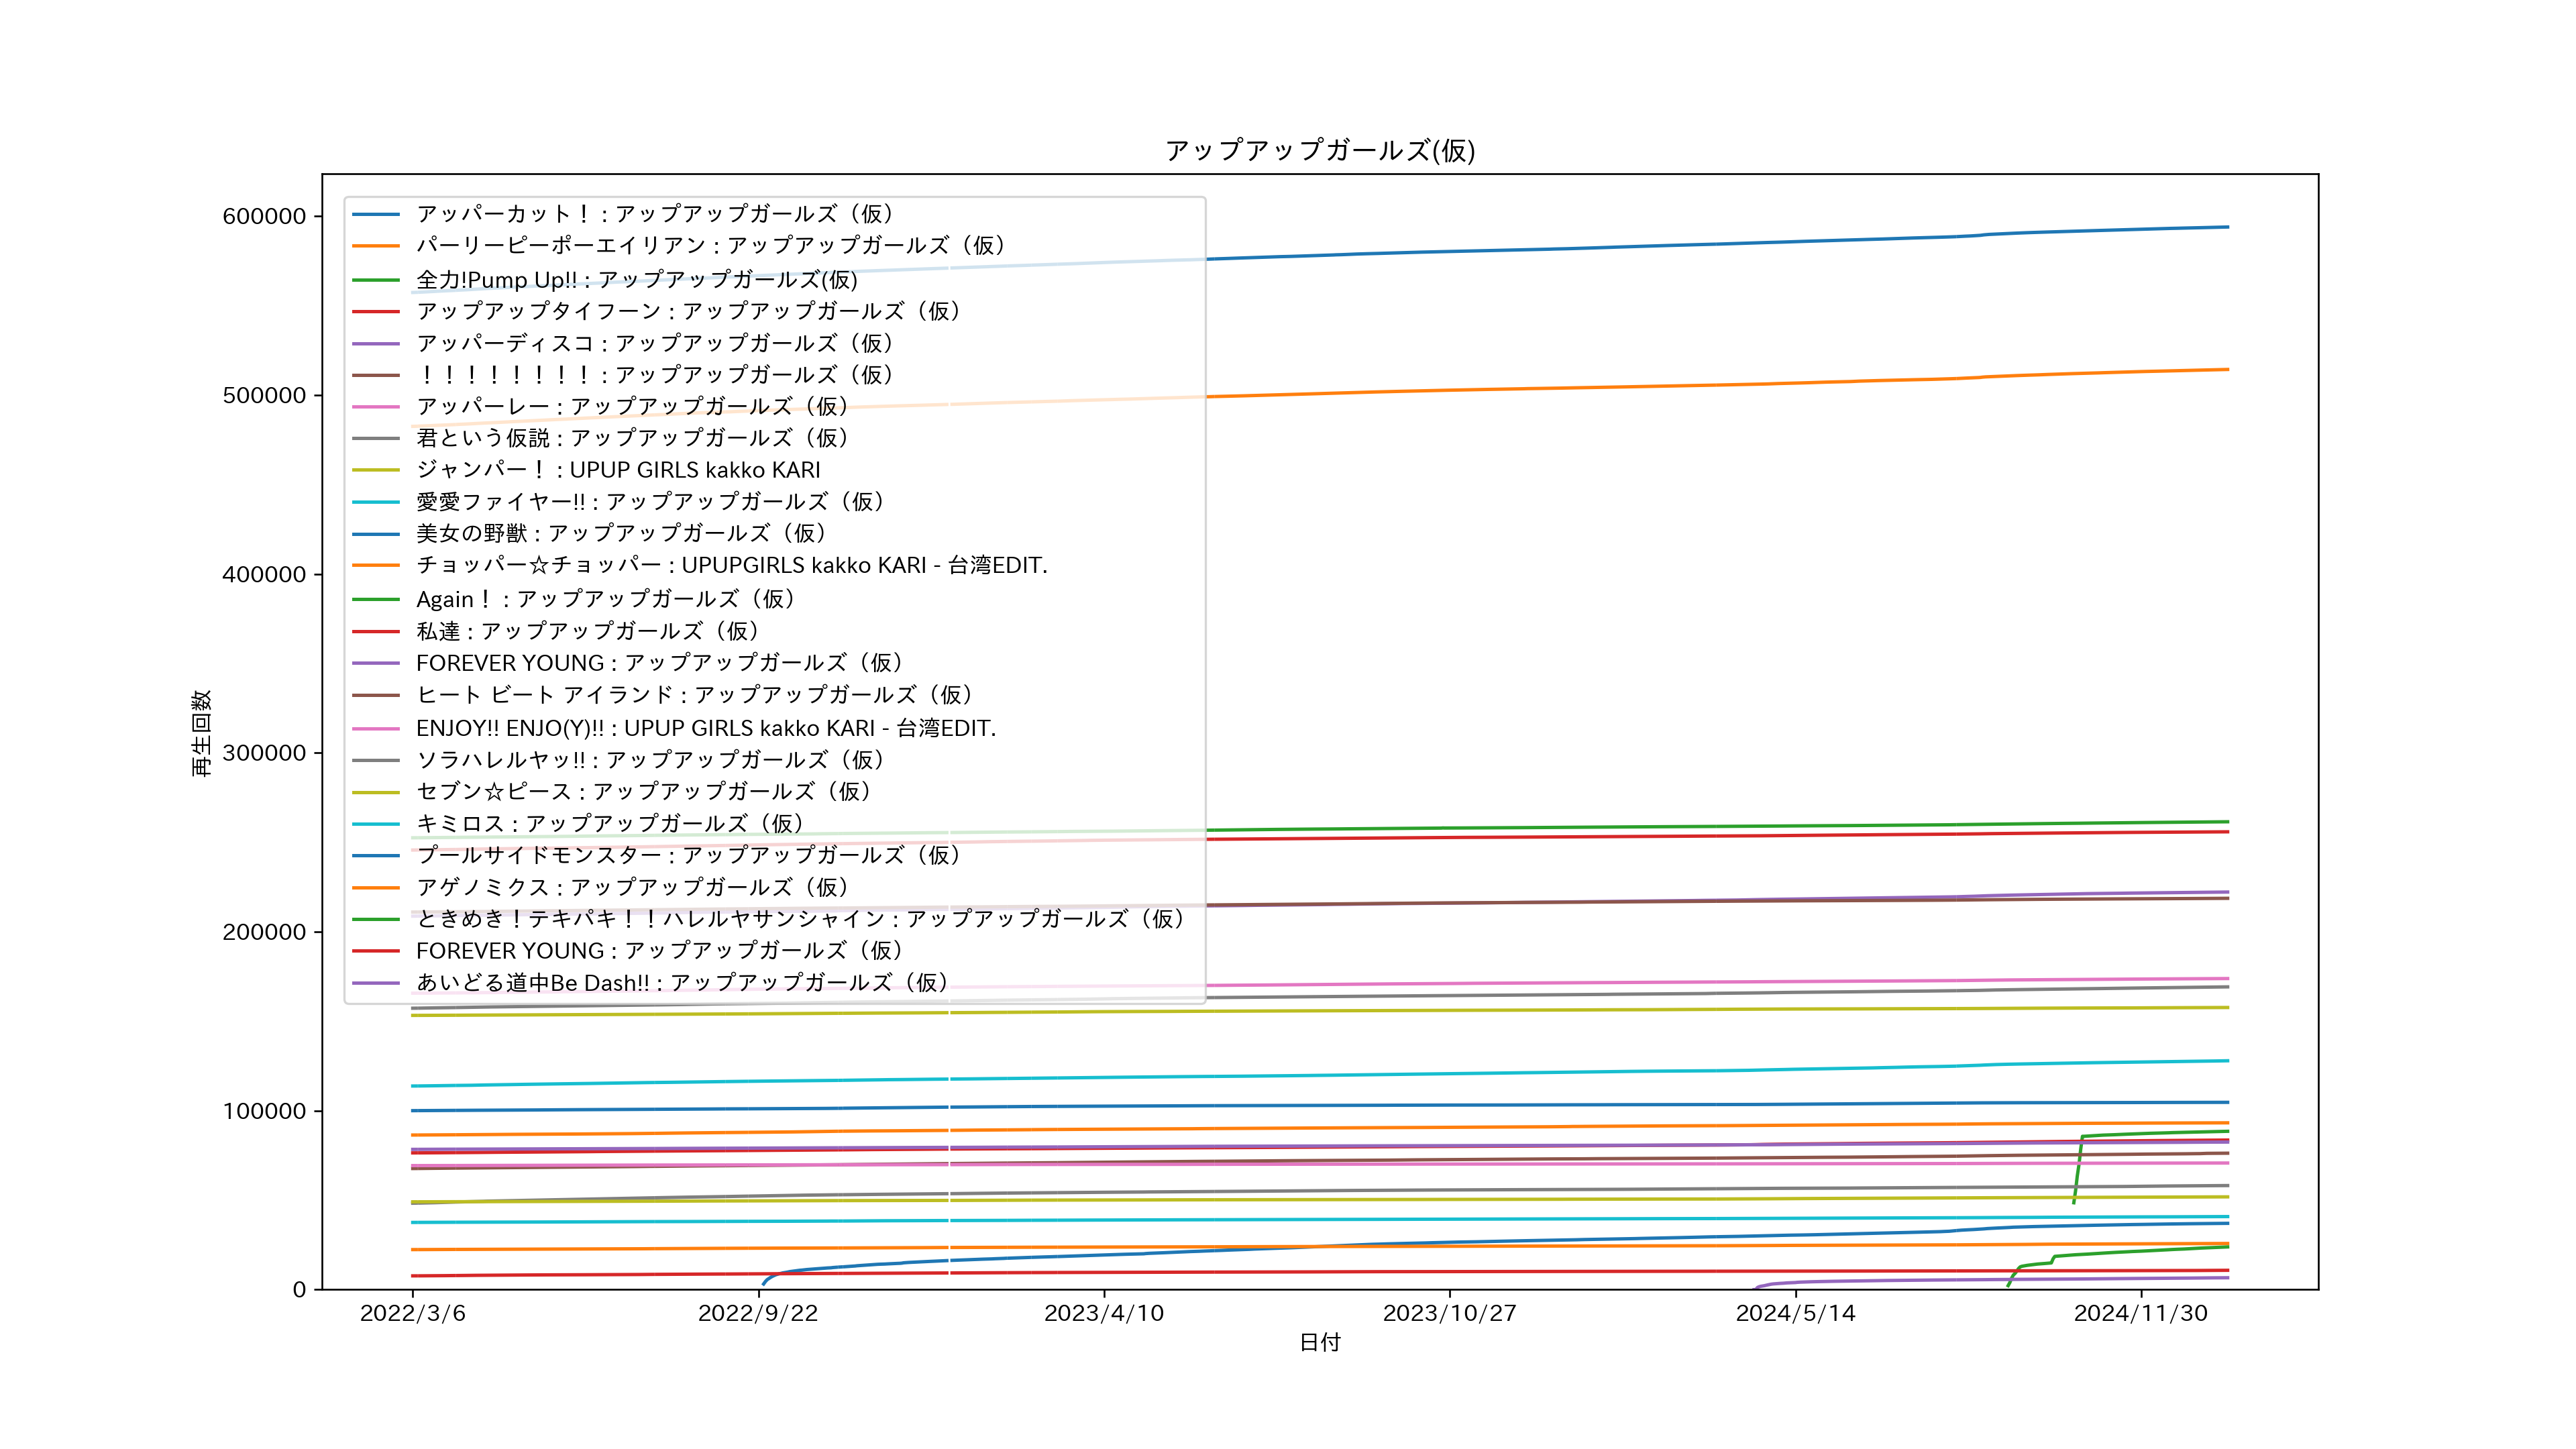 アップアップガールズ(仮)
600000
500000
400000
300000
200000
100000
0
再生回数
アッパーカット！ : アップアップガールズ（仮）
パーリーピーポーエイリアン : アップアップガールズ（仮）
全力!Pump Up!! : アップアップガールズ(仮)
アップアップタイフーン : アップアップガールズ（仮）
アッパーディスコ : アップアップガールズ（仮）
！！！！！！！！ : アップアップガールズ（仮）
アッパーレー : アップアップガールズ（仮）
君という仮説 : アップアップガールズ（仮）
ジャンパー！ : UPUP GIRLS kakko KARI
愛愛ファイヤー!! : アップアップガールズ（仮）
美女の野獣 : アップアップガールズ（仮）
チョッパー☆チョッパー : UPUPGIRLS kakko KARI - 台湾EDIT.
Again！ : アップアップガールズ（仮）
私達 : アップアップガールズ（仮）
FOREVER YOUNG : アップアップガールズ（仮）
ヒート ビート アイランド : アップアップガールズ（仮）
ENJOY!! ENJO(Y)!! : UPUP GIRLS kakko KARI - 台湾EDIT.
ソラハレルヤッ!! : アップアップガールズ（仮）
セブン☆ピース : アップアップガールズ（仮）
キミロス : アップアップガールズ（仮）
プールサイドモンスター : アップアップガールズ（仮）
アゲノミクス : アップアップガールズ（仮）
ときめき！テキパキ！！ハレルヤサンシャイン : アップアップガールズ（仮）
FOREVER YOUNG : アップアップガールズ（仮）
あいどる道中Be Dash!! : アップアップガールズ（仮）
2022/3/6
2022/9/22
2023/4/10
2023/10/27
2024/5/14
2024/11/30
日付